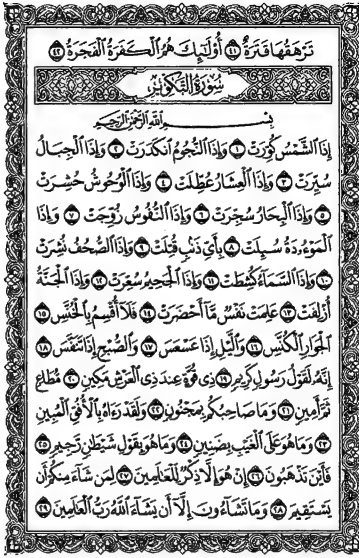 تَرْهَقُهَا قَتَرَةٌ ٤١ أُوْلَٰٓئِكَ هُمُ ٱلْكَفَرَةُ ٱلْفَجَرَةُ ٤٢
سُورَةُ التَّكْوِيرِ
بِسْمِ ٱللَّهِ ٱلرَّحْمَٰنِ ٱلرَّحِيمِ
إِذَا ٱلشَّمْسُ كُوِّرَتْ ١ وَإِذَا ٱلنُّجُومُ ٱنكَدَرَتْ ٢ وَإِذَا ٱلْجِبَالُ
سُيِّرَتْ ٣ وَإِذَا ٱلْعِشَارُ عُطِّلَتْ ٤ وَإِذَا ٱلْوُحُوشُ حُشِرَتْ
٥ وَإِذَا ٱلْبِحَارُ سُجِّرَتْ ٦ وَإِذَا ٱلنُّفُوسُ زُوِّجَتْ ٧ وَإِذَا
ٱلْمَوْءُۥدَةُ سُئِلَتْ ٨ بِأَيِّ ذَنۢبٍ قُتِلَتْ ٩ وَإِذَا ٱلصُّحُفُ نُشِرَتْ
١٠ وَإِذَا ٱلسَّمَآءُ كُشِطَتْ ١١ وَإِذَا ٱلْجَحِيمُ سُعِّرَتْ ١٢ وَإِذَا ٱلْجَنَّةُ
أُزْلِفَتْ ١٣ عَلِمَتْ نَفْسٌ مَّآ أَحْضَرَتْ ١٤ فَلَآ أُقْسِمُ بِٱلْخُنَّسِ ١٥
ٱلْجَوَارِ ٱلْكُنَّسِ ١٦ وَٱلَّيْلِ إِذَا عَسْعَسَ ١٧ وَٱلصُّبْحِ إِذَا تَنَفَّسَ ١٨
إِنَّهُۥ لَقَوْلُ رَسُولٍ كَرِيمٍ ١٩ ذِي قُوَّةٍ عِندَ ذِي ٱلْعَرْشِ مَكِينٍ ٢٠ مُّطَاعٍ
ثَمَّ أَمِينٍ ٢١ وَمَا صَاحِبُكُم بِمَجْنُونٍ ٢٢ وَلَقَدْ رَءَاهُ بِٱلْأُفُقِ ٱلْمُبِينِ
٢٣ وَمَا هُوَ عَلَى ٱلْغَيْبِ بِضَنِينٍ ٢٤ وَمَا هُوَ بِقَوْلِ شَيْطَٰنٍ رَّجِيمٍ ٢٥
فَأَيْنَ تَذْهَبُونَ ٢٦ إِنْ هُوَ إِلَّا ذِكْرٌ لِّلْعَٰلَمِينَ ٢٧ لِمَن شَآءَ مِنكُمْ أَن
يَسْتَقِيمَ ٢٨ وَمَا تَشَآءُونَ إِلَّآ أَن يَشَآءَ ٱللَّهُ رَبُّ ٱلْعَٰلَمِينَ ٢٩